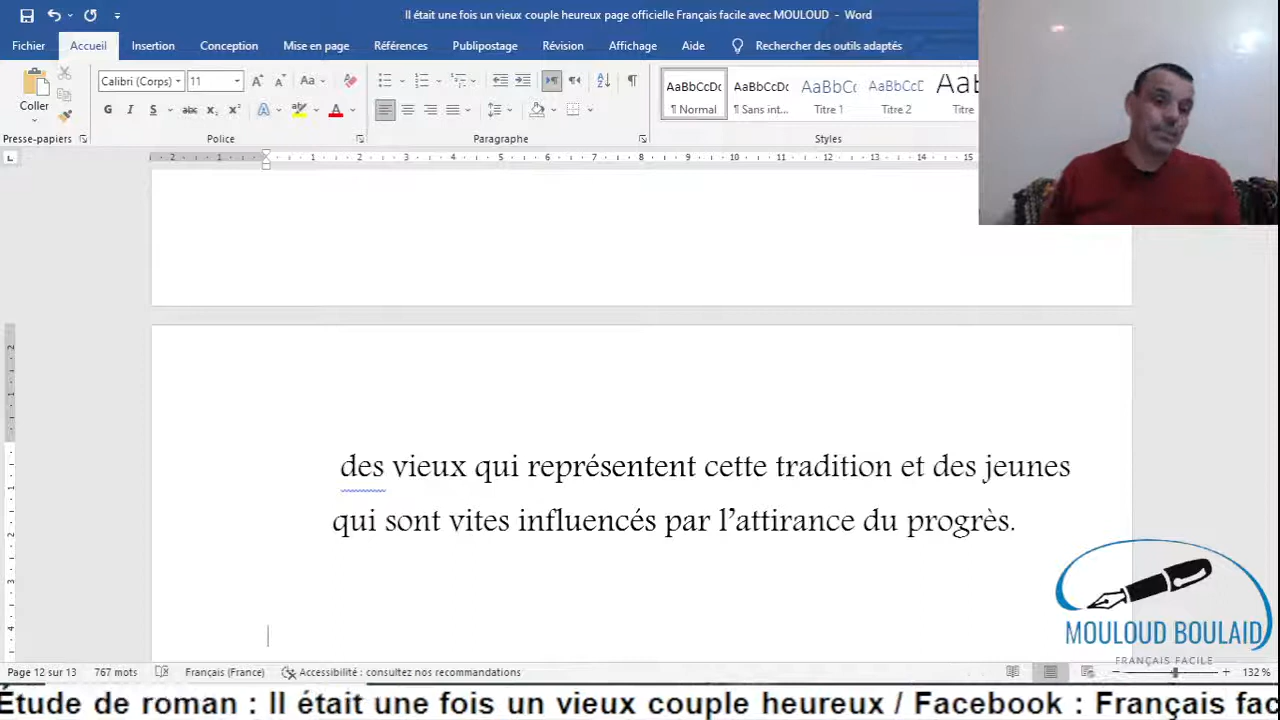 Il était une fois un vieux couple heureux page officielle Français facile avec MOULOUD - Word
Fichier Accueil Insertion Conception Mise en page Références Publipostage Révision Affichage Aide Rechercher des outils adaptés
Coller
Calibri (Corps) 11
AaBbCcDc AaBbCcDc AaBbCc AaBbCcC AaB
¶ Normal ¶ Sans int... Titre 1 Titre 2 Titre
Presse-papiers Police Paragraphe Styles
des vieux qui représentent cette tradition et des jeunes
qui sont vites influencés par l’attirance du progrès.
MOULOUD BOULAID
FRANÇAIS FACILE
Page 12 sur 13 767 mots Français (France) Accessibilité : consultez nos recommandations 132 %
Étude de roman : Il était une fois un vieux couple heureux / Facebook : Français fac